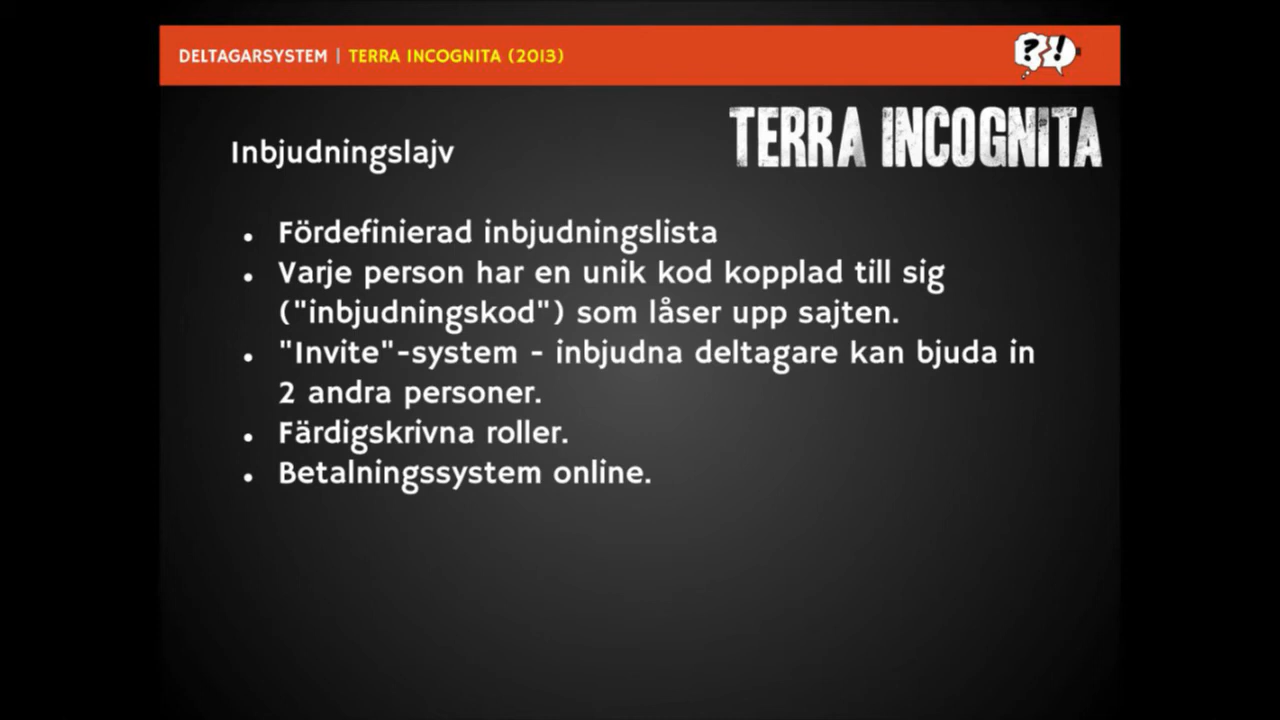 DELTAGARSYSTEM | TERRA INCOGNITA (2013)
?!
TERRA INCOGNITA
Inbjudningslajv
• Fördefinierad inbjudningslista
• Varje person har en unik kod kopplad till sig
("inbjudningskod") som låser upp sajten.
• "Invite"-system - inbjudna deltagare kan bjuda in
2 andra personer.
• Färdigskrivna roller.
• Betalningssystem online.